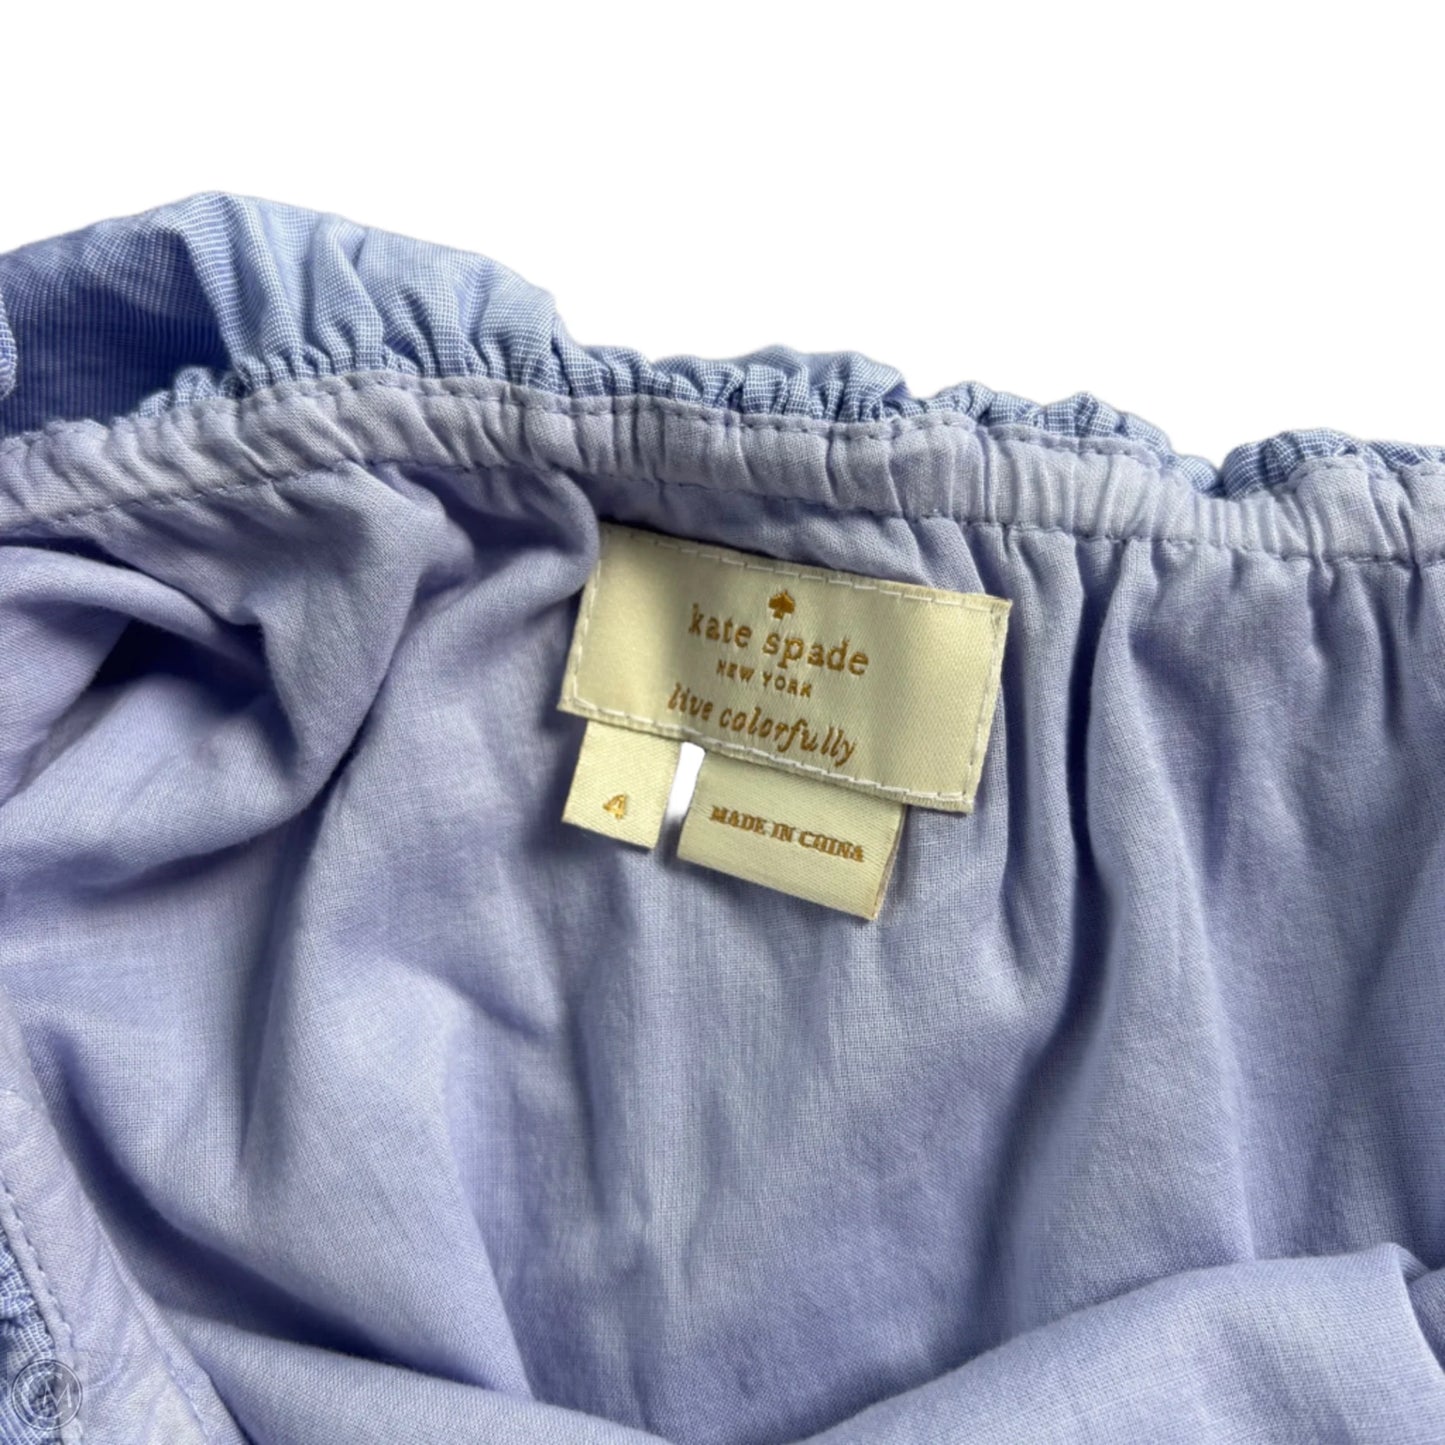 kate spade
NEW YORK
live colorfully
4
MADE IN CHINA